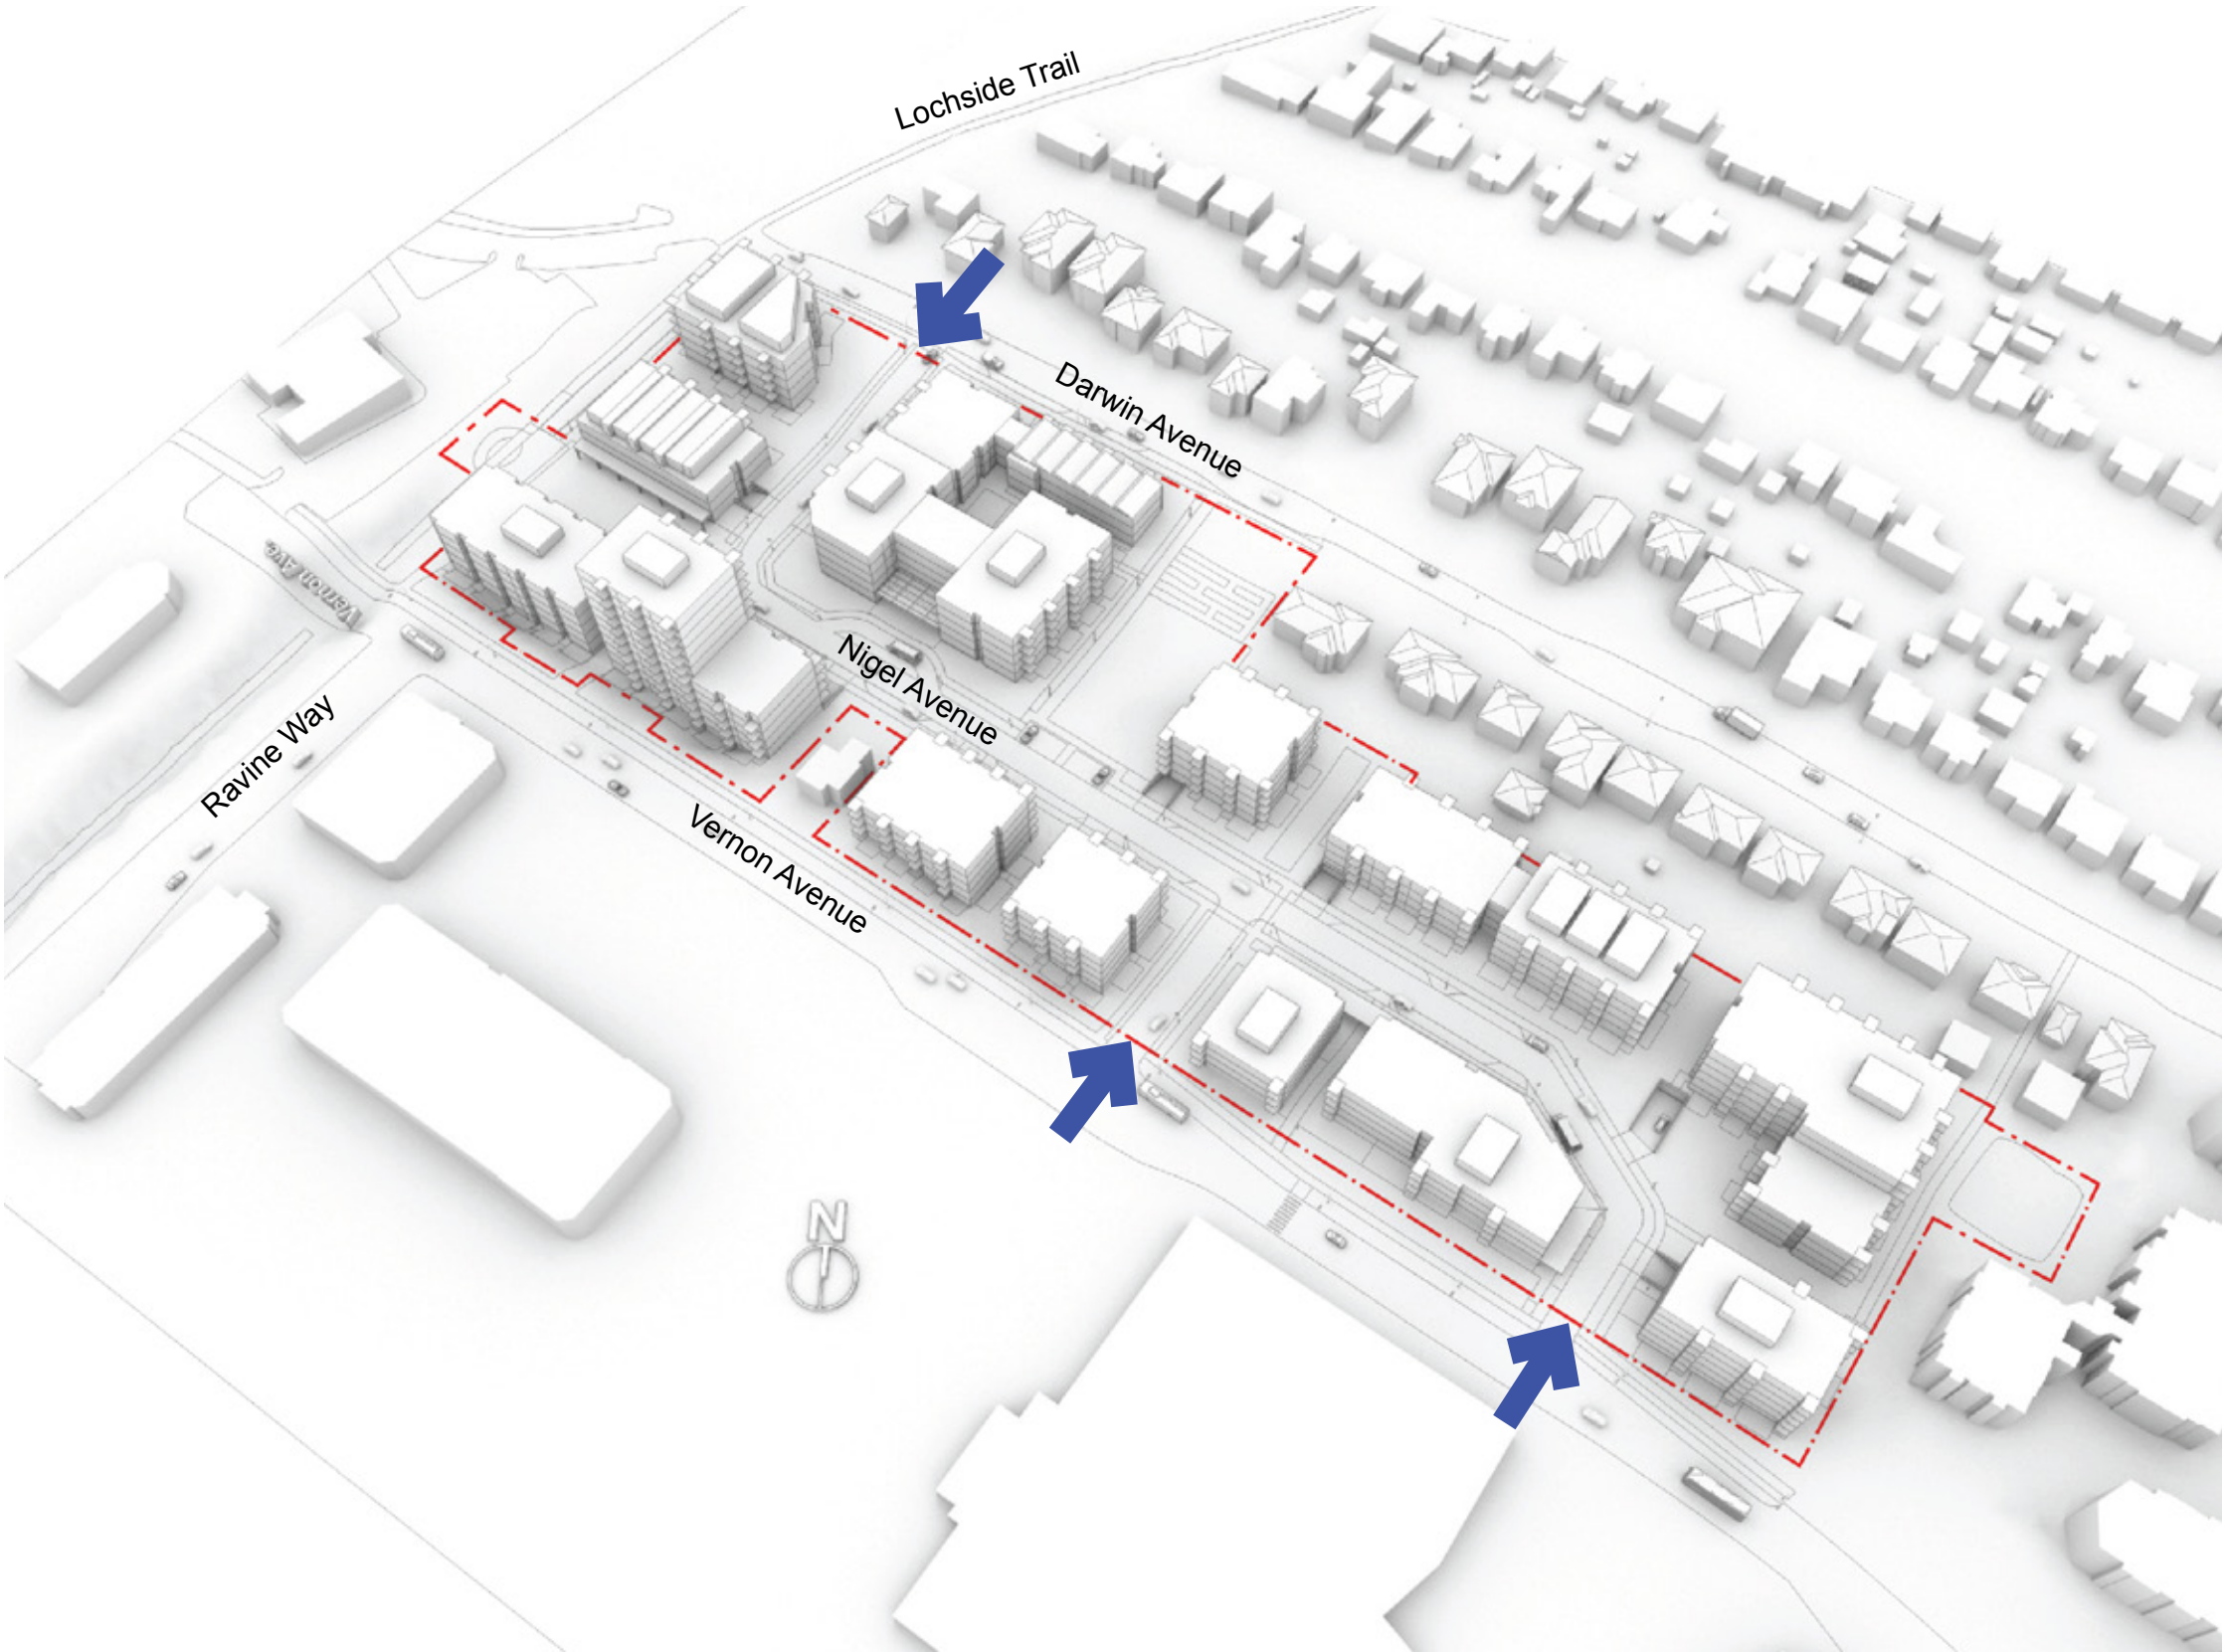 Lochside Trail
Darwin Avenue
Vernon Ave.
Nigel Avenue
Ravine Way
Vernon Avenue
N